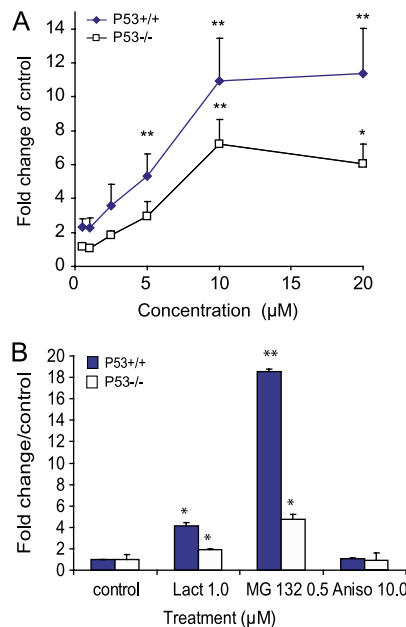 A
P53+/+
P53-/-
Fold change of cntrol
14
12
10
8
6
4
2
0
** ** ** ** *
0 5 10 15 20
Concentration (µM)
B
P53+/+
P53-/-
Fold change/control
20
18
16
14
12
10
8
6
4
2
0
* * ** *
control Lact 1.0 MG 132 0.5 Aniso 10.0
Treatment (µM)